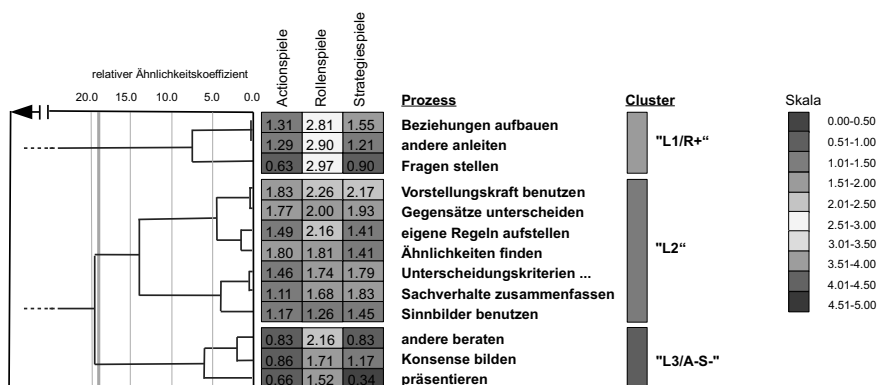 Actionspiele
Rollenspiele
Strategiespiele
relativer Ähnlichkeitskoeffizient
20.0 15.0 10.0 5.0 0.0
Prozess Cluster Skala
1.31 2.81 1.55 Beziehungen aufbauen
1.29 2.90 1.21 andere anleiten
0.63 2.97 0.90 Fragen stellen
"L1/R+“
1.83 2.26 2.17 Vorstellungskraft benutzen
1.77 2.00 1.93 Gegensätze unterscheiden
1.49 2.16 1.41 eigene Regeln aufstellen
1.80 1.81 1.41 Ähnlichkeiten finden
1.46 1.74 1.79 Unterscheidungskriterien ...
1.11 1.68 1.83 Sachverhalte zusammenfassen
1.17 1.26 1.45 Sinnbilder benutzen
"L2“
0.83 2.16 0.83 andere beraten
0.86 1.71 1.17 Konsense bilden
0.66 1.52 0.34 präsentieren
"L3/A-S-"
0.00-0.50
0.51-1.00
1.01-1.50
1.51-2.00
2.01-2.50
2.51-3.00
3.01-3.50
3.51-4.00
4.01-4.50
4.51-5.00